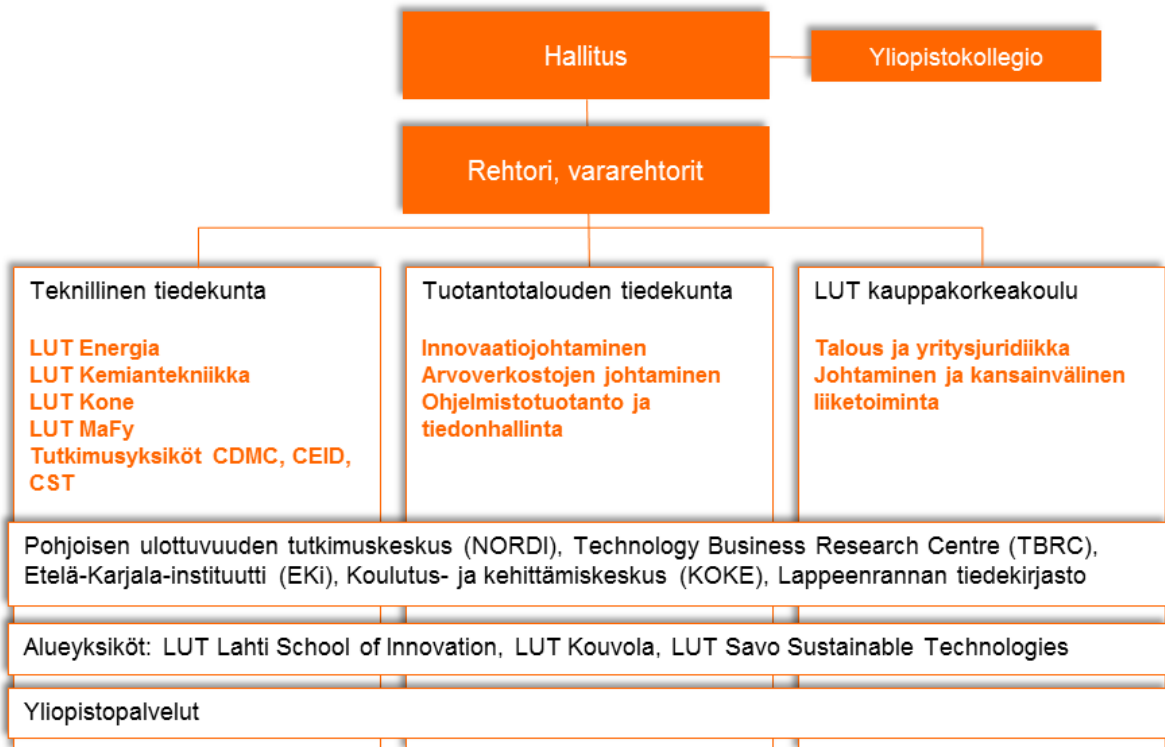 Hallitus
Yliopistokollegio
Rehtori, vararehtorit
Teknillinen tiedekunta
LUT Energia
LUT Kemiantekniikka
LUT Kone
LUT MaFy
Tutkimusyksiköt CDMC, CEID,
CST
Tuotantotalouden tiedekunta
Innovaatiojohtaminen
Arvoverkostojen johtaminen
Ohjelmistotuotanto ja
tiedonhallinta
LUT kauppakorkeakoulu
Talous ja yritysjuridiikka
Johtaminen ja kansainvälinen
liiketoiminta
Pohjoisen ulottuvuuden tutkimuskeskus (NORDI), Technology Business Research Centre (TBRC),
Etelä-Karjala-instituutti (EKi), Koulutus- ja kehittämiskeskus (KOKE), Lappeenrannan tiedekirjasto
Alueyksiköt: LUT Lahti School of Innovation, LUT Kouvola, LUT Savo Sustainable Technologies
Yliopistopalvelut